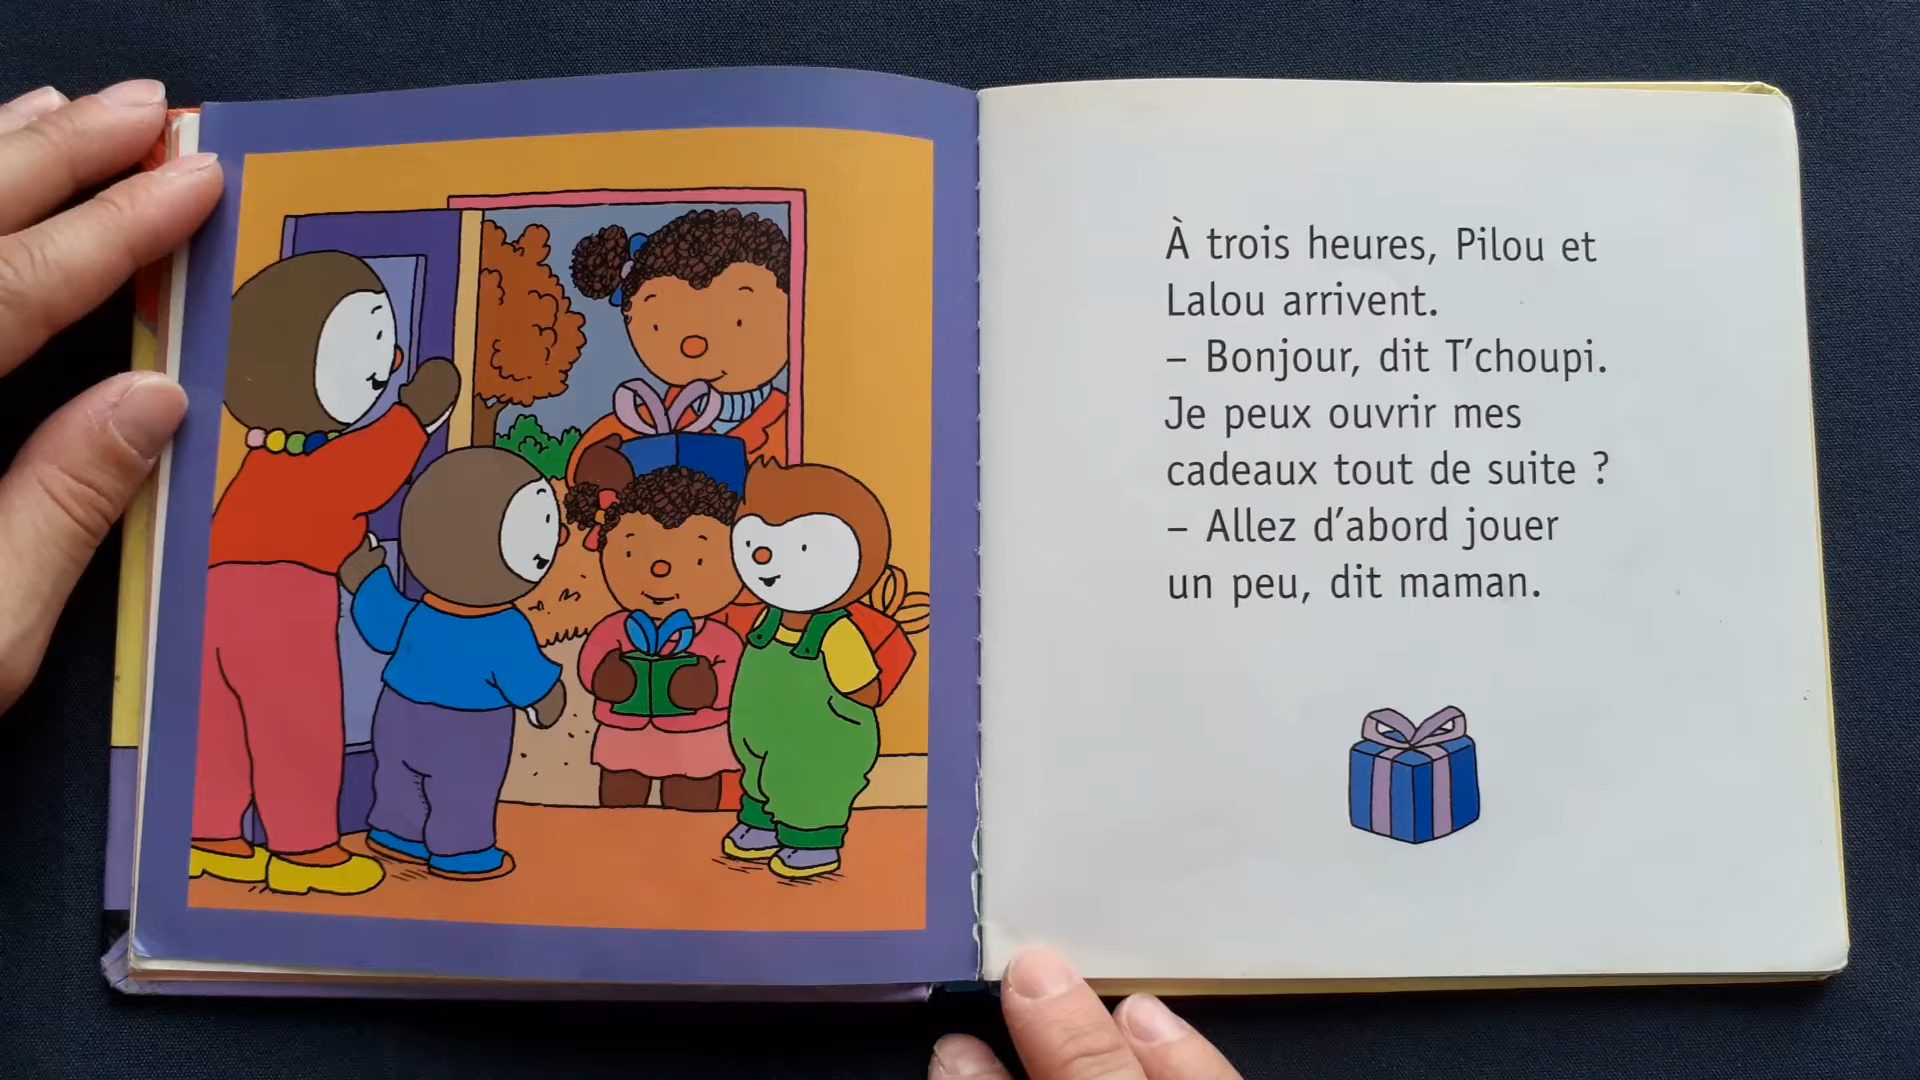 À trois heures, Pilou et
Lalou arrivent.
– Bonjour, dit T’choupi.
Je peux ouvrir mes
cadeaux tout de suite ?
– Allez d’abord jouer
un peu, dit maman.